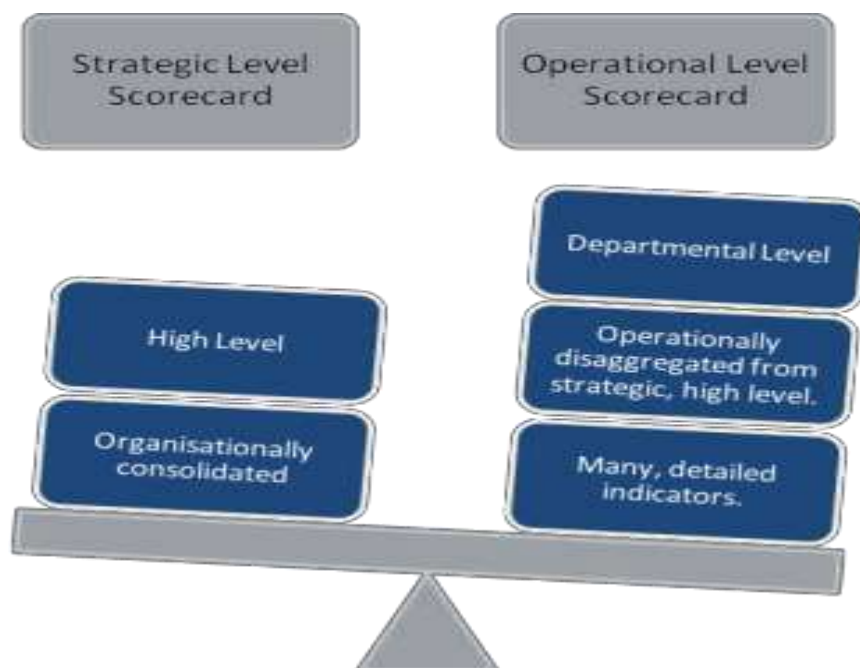 Strategic Level
Scorecard
Operational Level
Scorecard
High Level
Organisationally
consolidated
Departmental Level
Operationally
disaggregated from
strategic, high level.
Many, detailed
indicators.